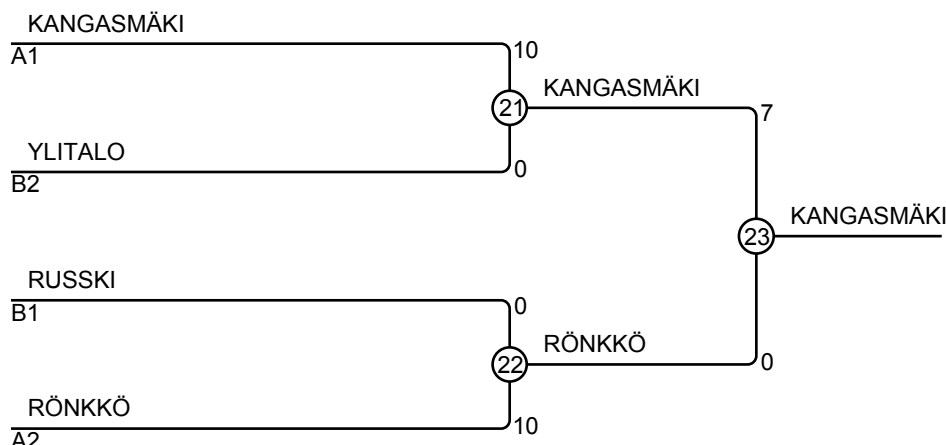 KANGASMÄKI
A1
10
21
KANGASMÄKI
7
YLITALO
B2
0
23
KANGASMÄKI
RUSSKI
B1
0
22
RÖNKKÖ
0
RÖNKKÖ
A2
10